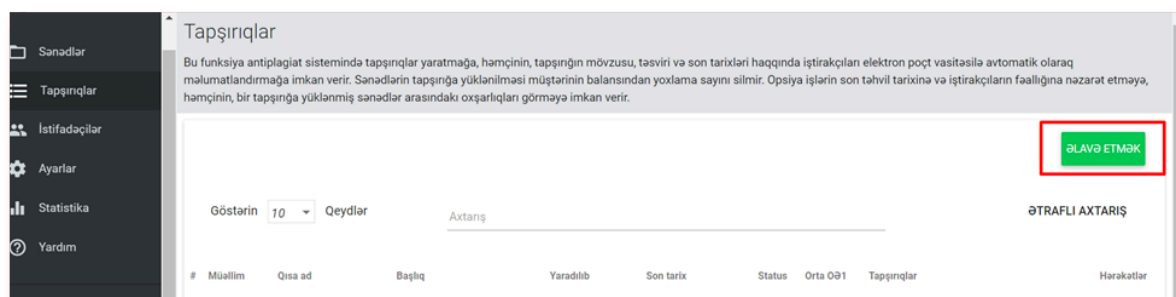 Tapşırıqlar
Bu funksiya antiplagiat sistemində tapşırıqlar yaratmağa, həmçinin, tapşırığın mövzusu, təsviri və son tarixləri haqqında iştirakçıları elektron poçt vasitəsilə avtomatik olaraq
məlumatlandırmağa imkan verir. Sənədlərin tapşırığa yüklənilməsi müştərinin balansından yoxlama sayını silmir. Opsiya işlərin son təhvil tarixinə və iştirakçıların fəallığına nəzarət etməyə,
həmçinin, bir tapşırığa yüklənmiş sənədlər arasındakı oxşarlıqları görməyə imkan verir.
Sənədlər
Tapşırıqlar
İstifadəçilər
Ayarlar
Statistika
Yardım
ƏLAVƏ ETMƏK
Göstərin 10 Qeydlər Axtarış ƏTRAFLI AXTARIŞ
# Müəllim Qısa ad Başlıq Yaradılıb Son tarix Status Orta OƏ1 Tapşırıqlar Hərəkətlər